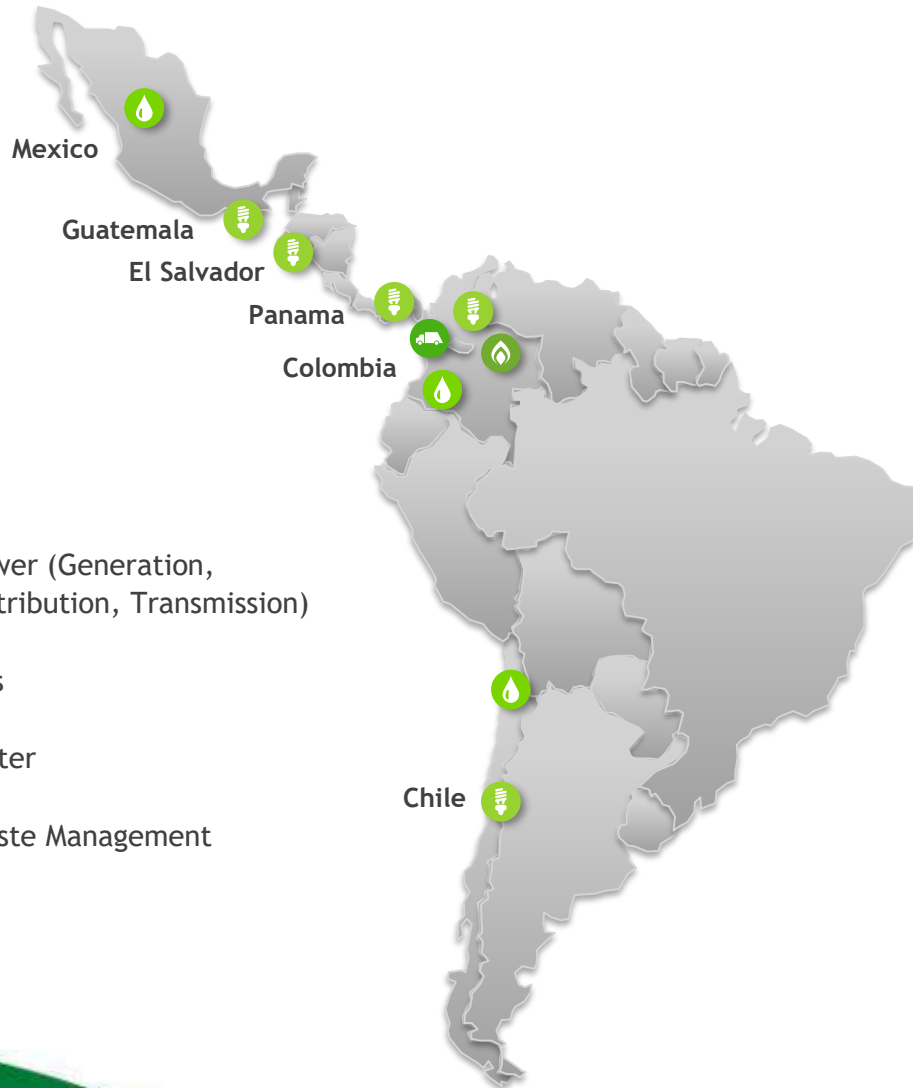 Mexico
Guatemala
El Salvador
Panama
Colombia
wer (Generation,
tribution, Transmission)
s
ter
Chile
ste Management